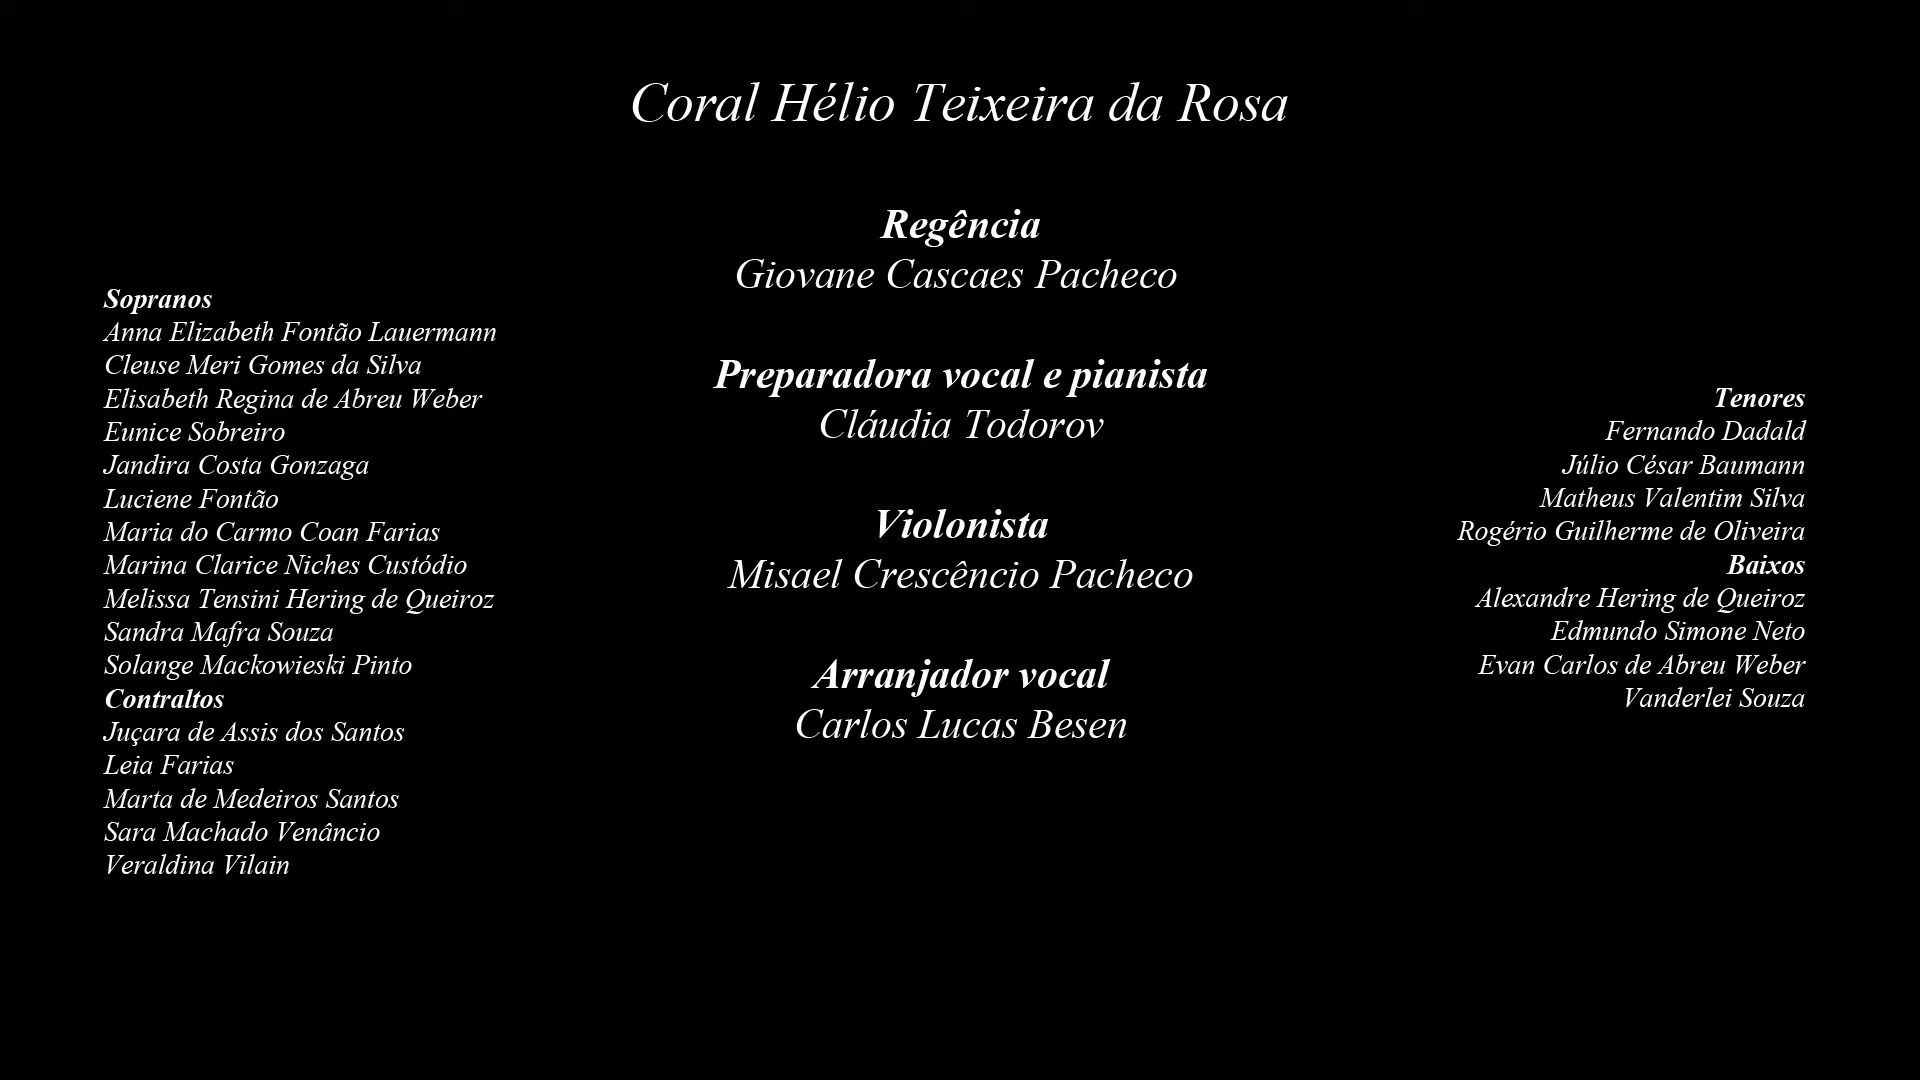 Coral Hélio Teixeira da Rosa
Sopranos
Anna Elizabeth Fontão Lauermann
Cleuse Meri Gomes da Silva
Elisabeth Regina de Abreu Weber
Eunice Sobreiro
Jandira Costa Gonzaga
Luciene Fontão
Maria do Carmo Coan Farias
Marina Clarice Niches Custódio
Melissa Tensini Hering de Queiroz
Sandra Mafra Souza
Solange Mackowieski Pinto
Contraltos
Juçara de Assis dos Santos
Leia Farias
Marta de Medeiros Santos
Sara Machado Venâncio
Veraldina Vilain
Regência
Giovane Cascaes Pacheco
Preparadora vocal e pianista
Cláudia Todorov
Violonista
Misael Crescêncio Pacheco
Arranjador vocal
Carlos Lucas Besen
Tenores
Fernando Dadald
Júlio César Baumann
Matheus Valentim Silva
Rogério Guilherme de Oliveira
Baixos
Alexandre Hering de Queiroz
Edmundo Simone Neto
Evan Carlos de Abreu Weber
Vanderlei Souza